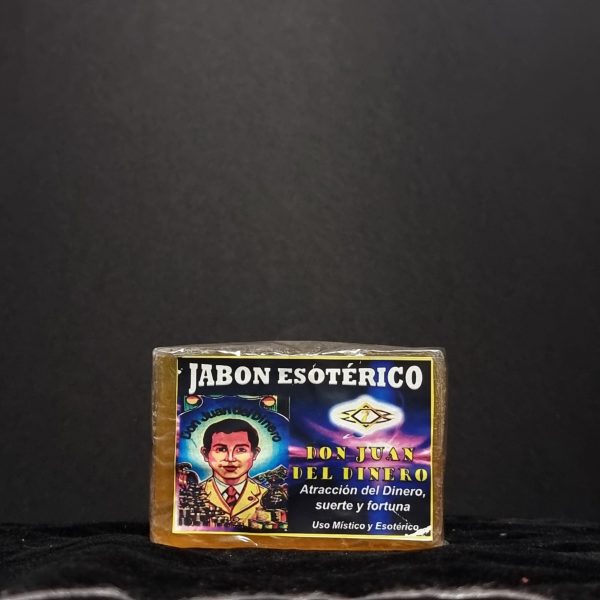 JABON ESOTÉRICO
Don Juan del Dinero
DON JUAN
DEL DINERO
Atracción del Dinero,
suerte y fortuna
Uso Místico y Esotérico